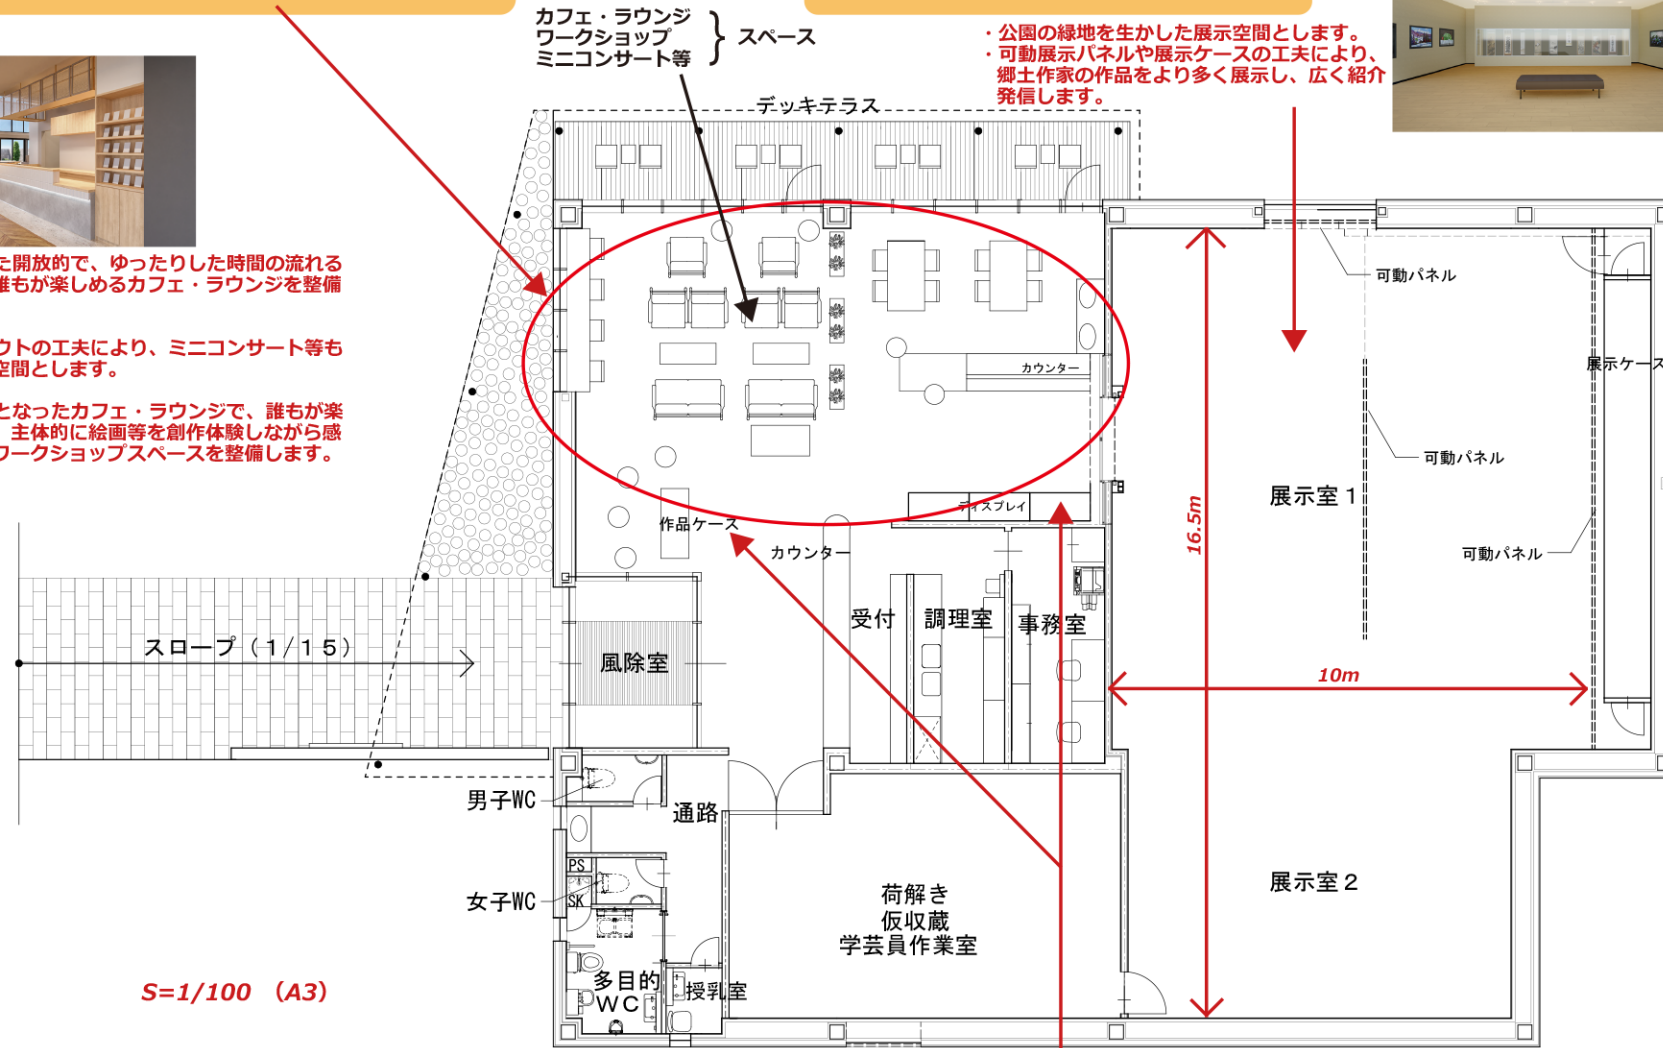 カフェ・ラウンジ
ワークショップ
ミニコンサート等
スペース
・公園の緑地を生かした展示空間とします。
・可動展示パネルや展示ケースの工夫により、
郷土作家の作品をより多く展示し、広く紹介
発信します。
デッキテラス
た開放的で、ゆったりした時間の流れる
誰もが楽しめるカフェ・ラウンジを整備
ウトの工夫により、ミニコンサート等も
空間とします。
となったカフェ・ラウンジで、誰もが楽
主体的に絵画等を創作体験しながら感
ワークショップスペースを整備します。
可動パネル
展示ケース
カウンター
可動パネル
展示室1
16.5m
ディスプレイ
作品ケース
カウンター
可動パネル
受付
調理室
事務室
スロープ（1/15）
風除室
10m
男子WC
通路
PS
女子WC
SK
展示室2
荷解き
仮収蔵
学芸員作業室
多目的
WC
授乳室
S=1/100 （A3）